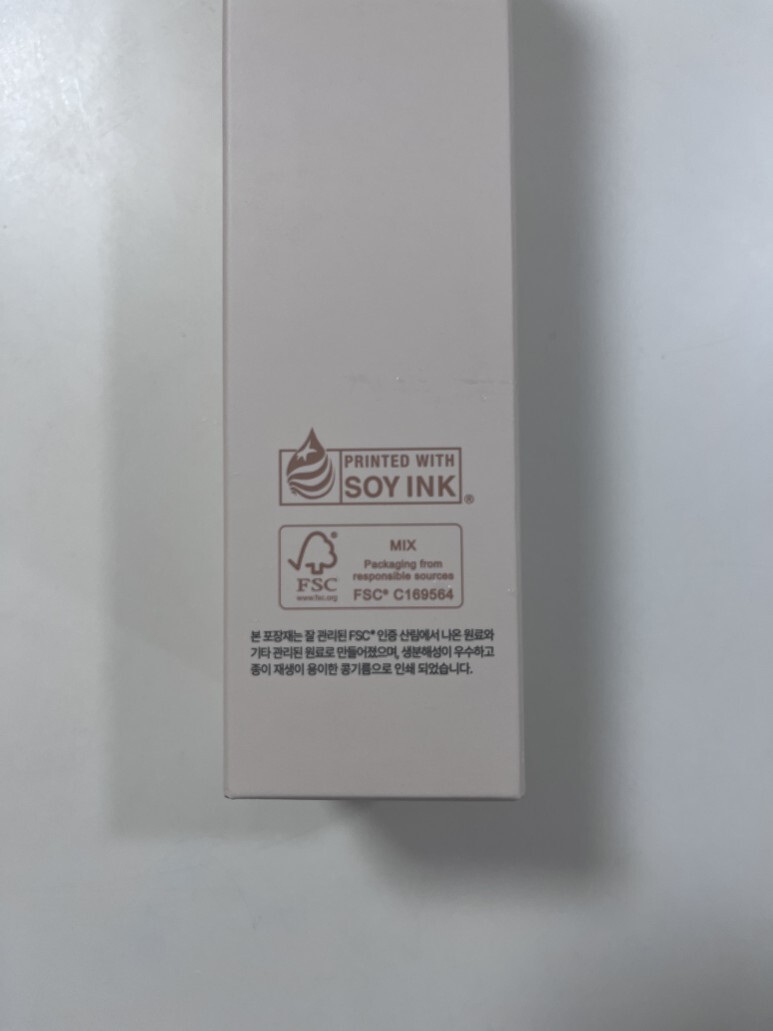 PRINTED WITH
SOY INK®
FSC®
www.fsc.org
MIX
Packaging from
responsible sources
FSC® C169564
본 포장재는 잘 관리된 FSC® 인증 산림에서 나온 원료와
기타 관리된 원료로 만들어졌으며, 생분해성이 우수하고
종이 재생이 용이한 콩기름으로 인쇄 되었습니다.